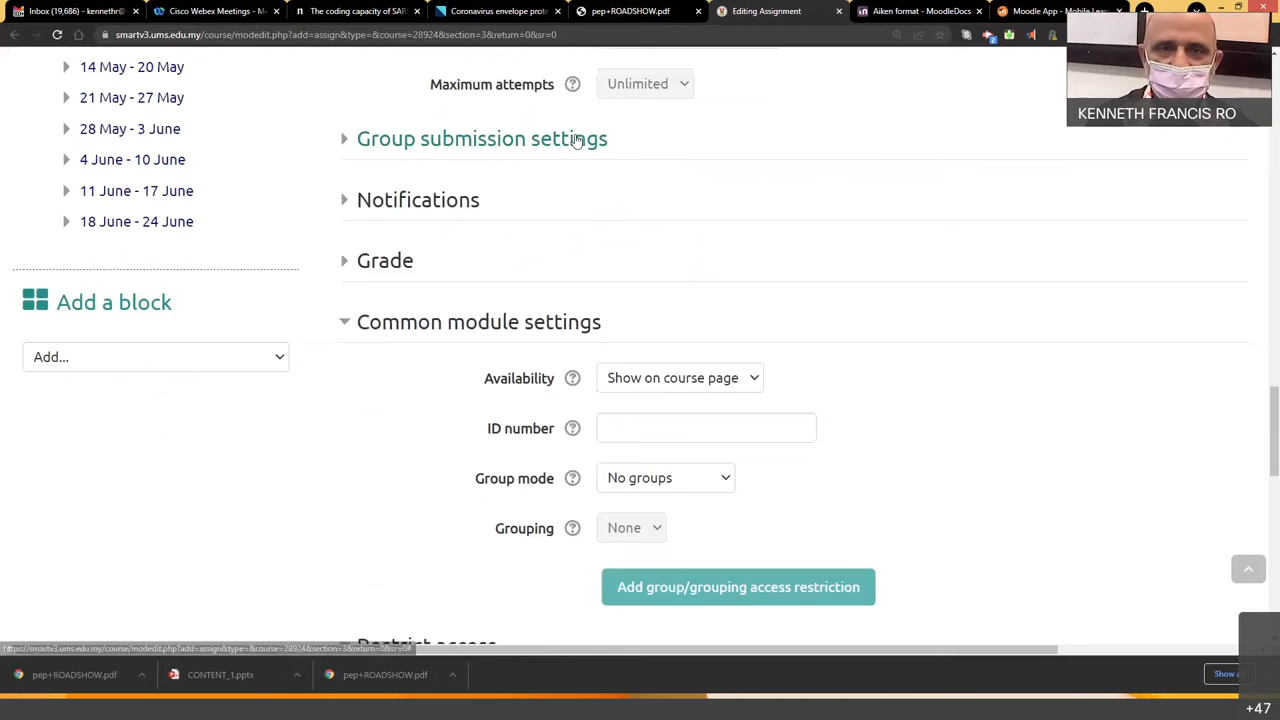 Inbox (19,686) - kennethr@
Cisco Webex Meetings - M
The coding capacity of SARS
Coronavirus envelope prote
pep+ROADSHOW.pdf
Editing Assignment
Aiken format - MoodleDocs
Moodle App - Mobile Lea
smartv3.ums.edu.my/course/modedit.php?add=assign&type=&course=28924&section=3&return=0&sr=0
KENNETH FRANCIS RO
14 May - 20 May
21 May - 27 May
28 May - 3 June
4 June - 10 June
11 June - 17 June
18 June - 24 June
Add a block
Add...
Maximum attempts
Unlimited
Group submission settings
Notifications
Grade
Common module settings
Availability
Show on course page
ID number
Group mode
No groups
Grouping
None
Add group/grouping access restriction
Restrict access
https://smartv3.ums.edu.my/course/modedit.php?add=assign&type=&course=28924&section=3&return=0&sr=0#
pep+ROADSHOW.pdf
CONTENT_1.pptx
pep+ROADSHOW.pdf
Show a
+47